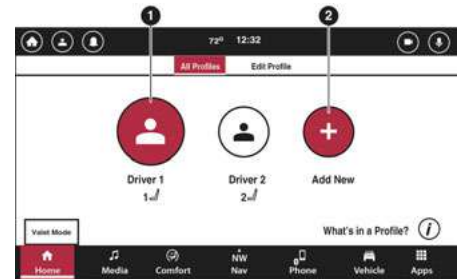 1 2
72º 12:32
All Profiles Edit Profile
Driver 1 Driver 2 Add New
1 2
Valet Mode What's in a Profile? i
Home Media Comfort NW Nav Phone Vehicle Apps